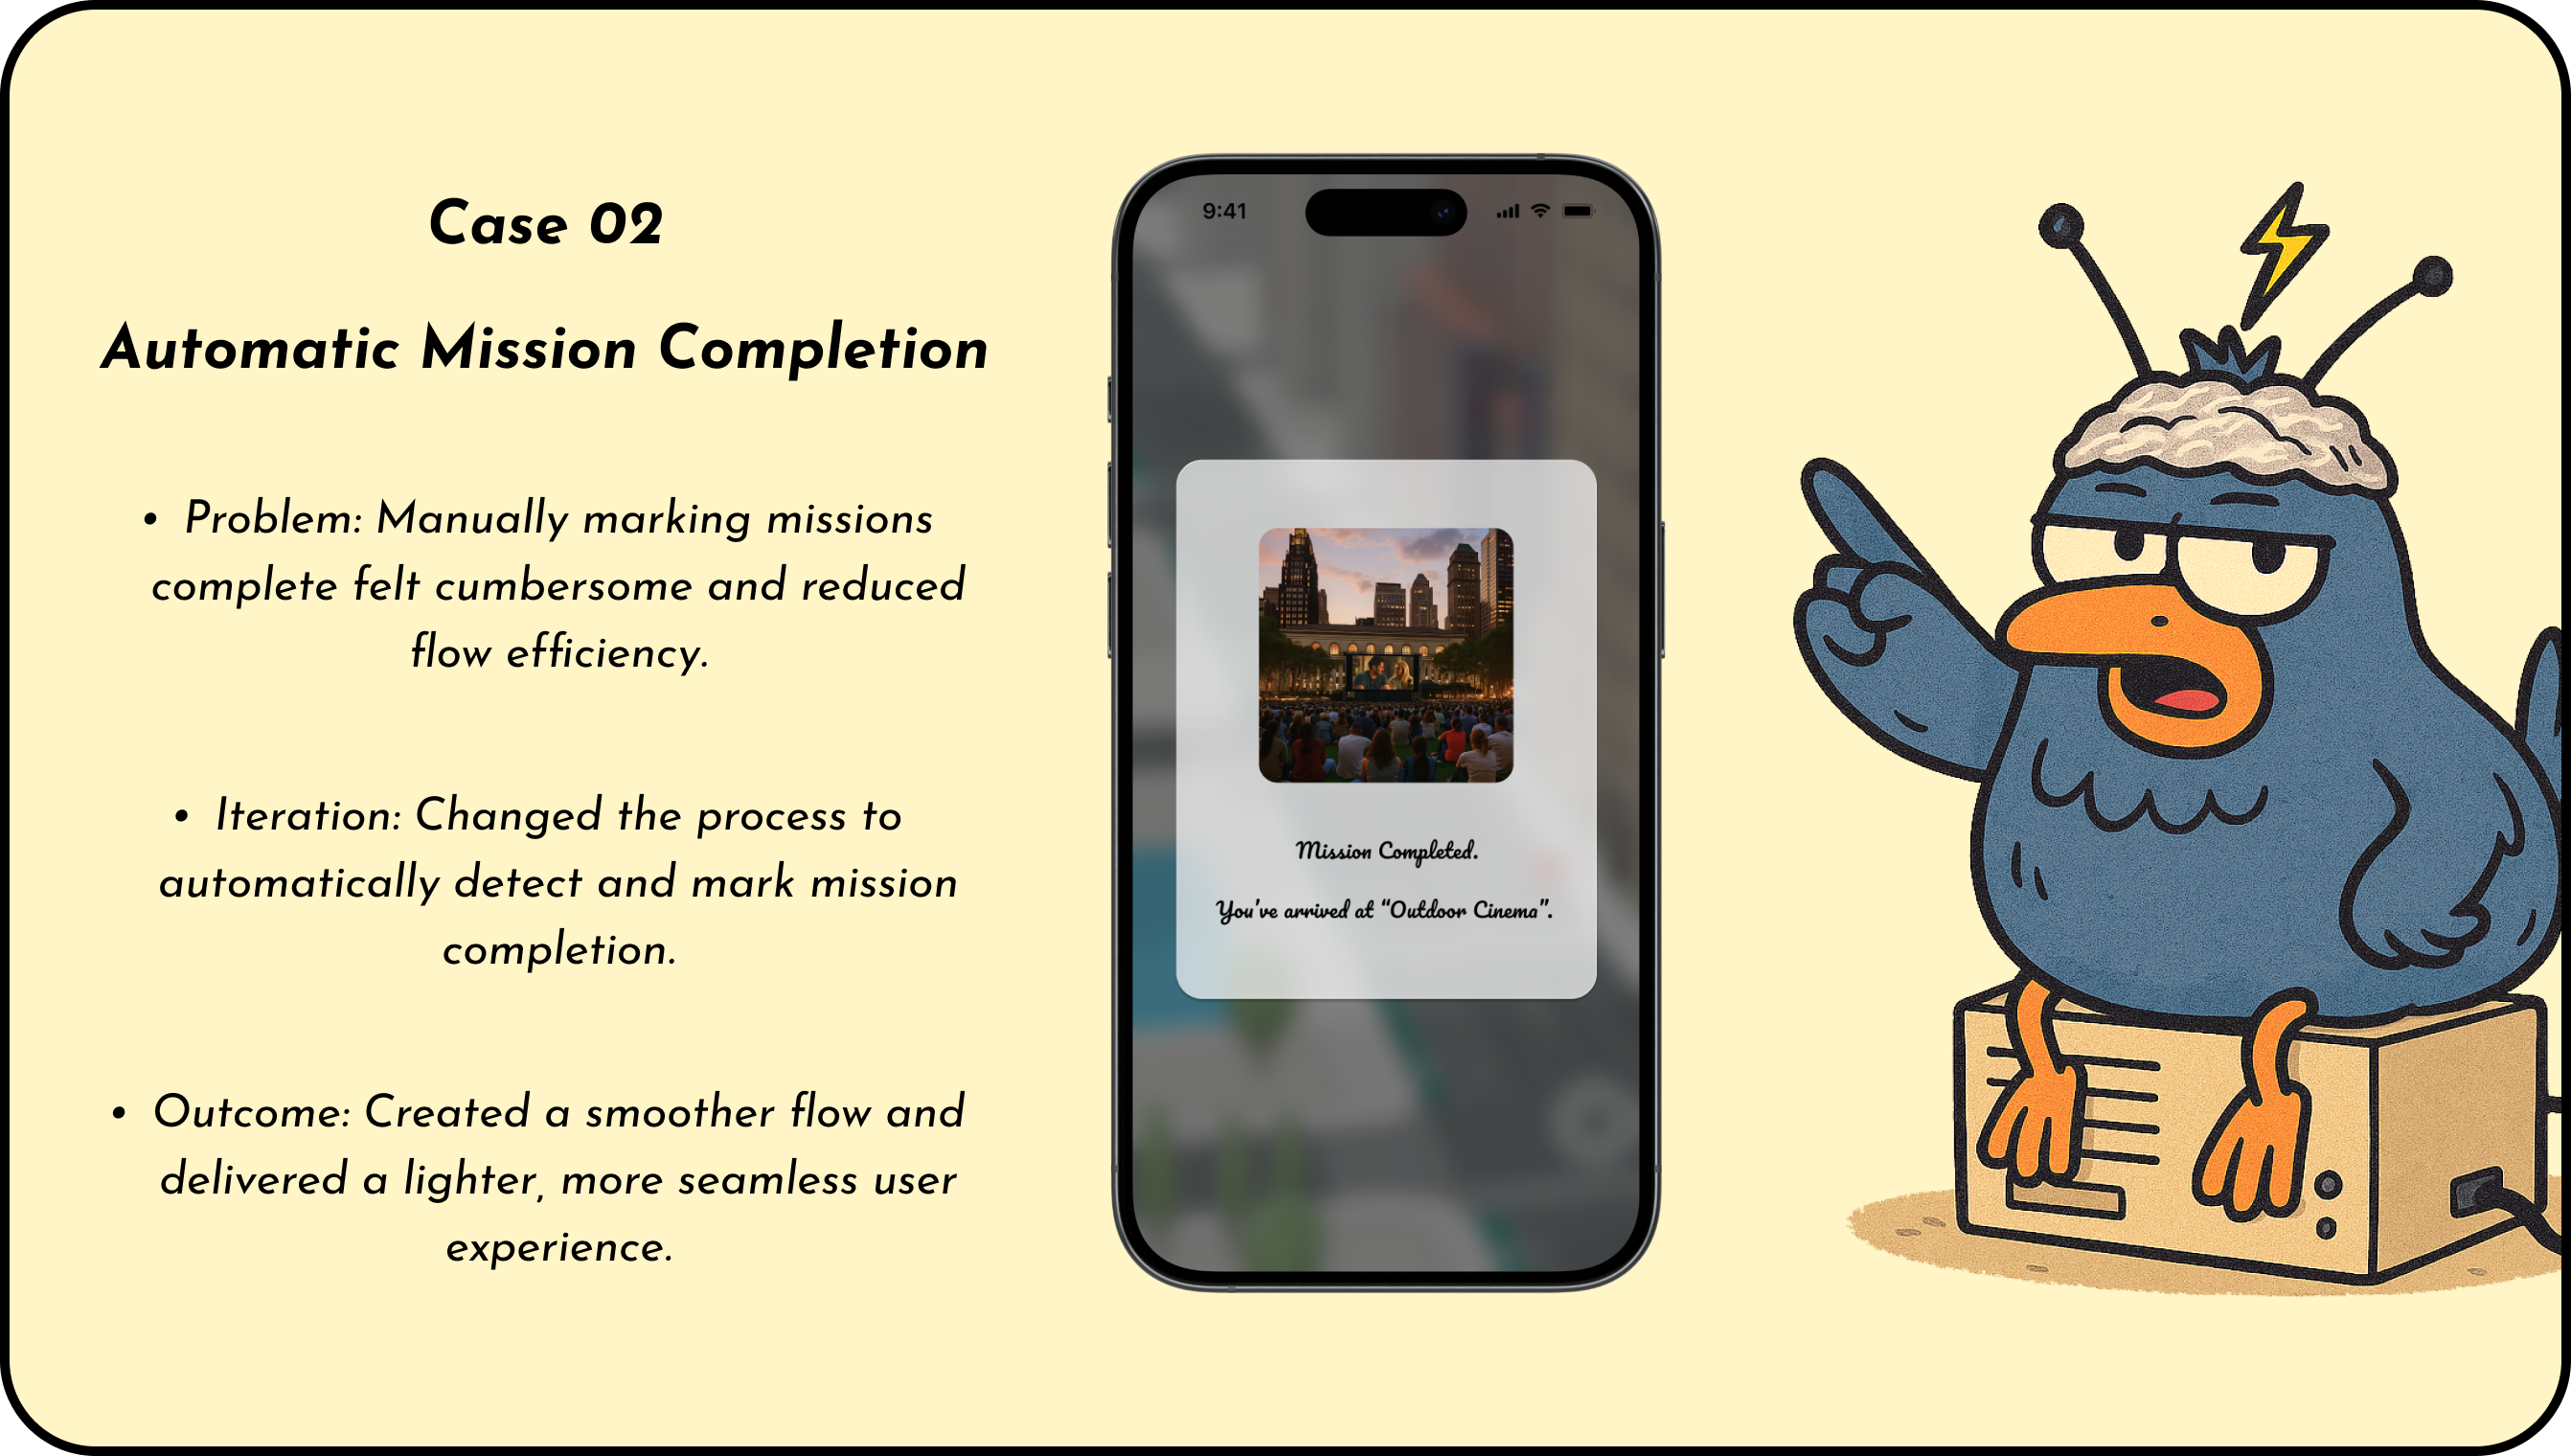 Case 02
Automatic Mission Completion
• Problem: Manually marking missions
complete felt cumbersome and reduced
flow efficiency.
• Iteration: Changed the process to
automatically detect and mark mission
completion.
• Outcome: Created a smoother flow and
delivered a lighter, more seamless user
experience.
9:41
Mission Completed.
You've arrived at “Outdoor Cinema”.